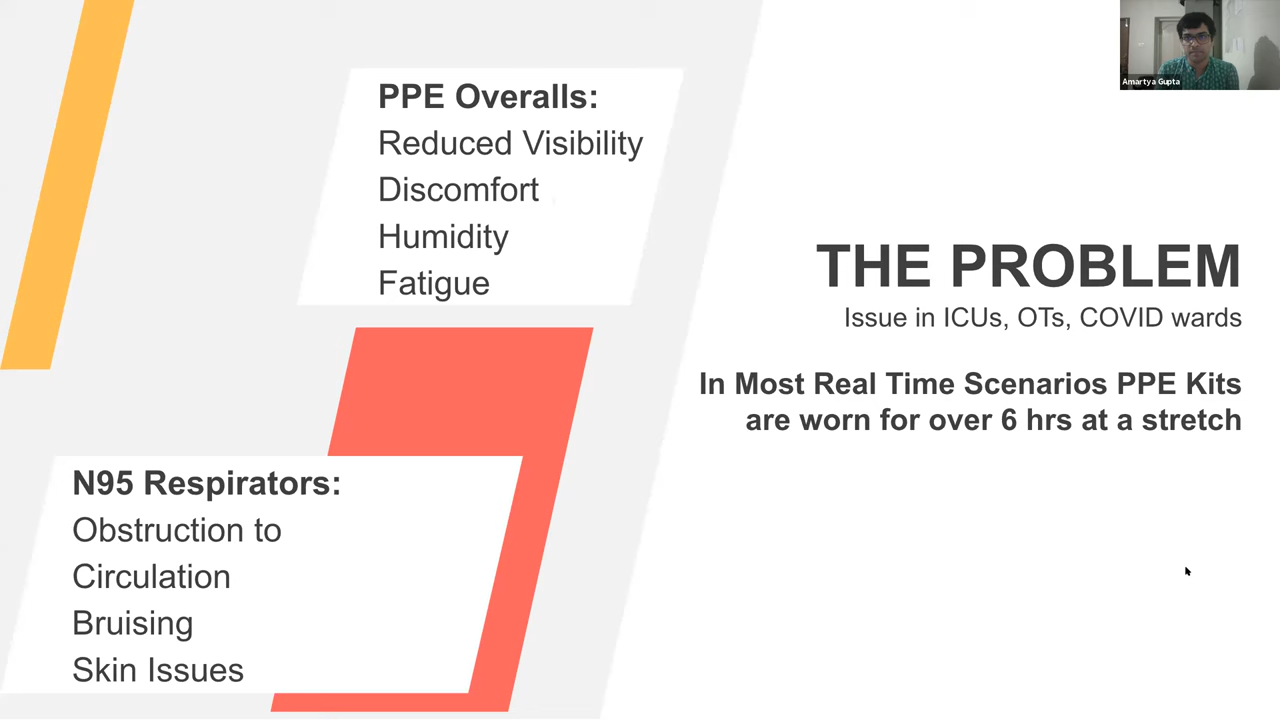 PPE Overalls:
Reduced Visibility
Discomfort
Humidity
Fatigue
N95 Respirators:
Obstruction to
Circulation
Bruising
Skin Issues
THE PROBLEM
Issue in ICUs, OTs, COVID wards
In Most Real Time Scenarios PPE Kits
are worn for over 6 hrs at a stretch
Amartya Gupta